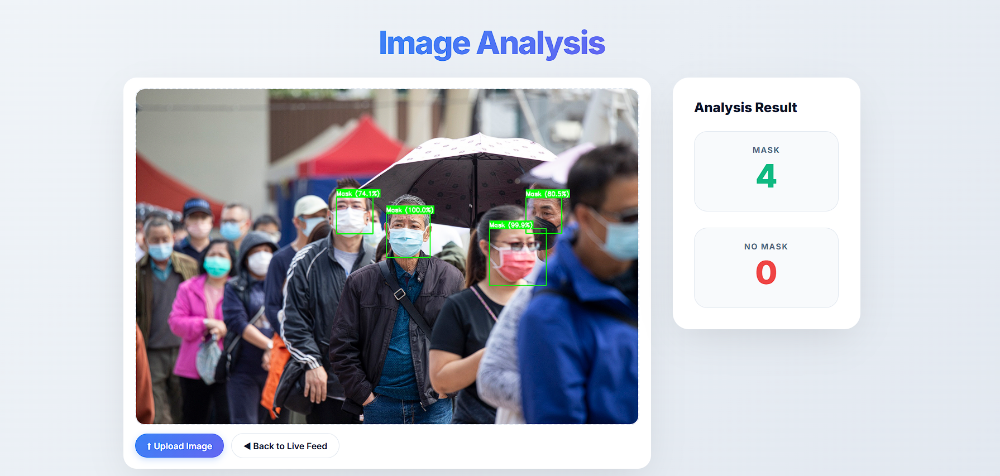 Image Analysis
Mask (74.1%)
Mask (100.0%)
Mask (80.5%)
Mask (99.9%)
⬆ Upload Image
◀ Back to Live Feed
Analysis Result
MASK
4
NO MASK
0